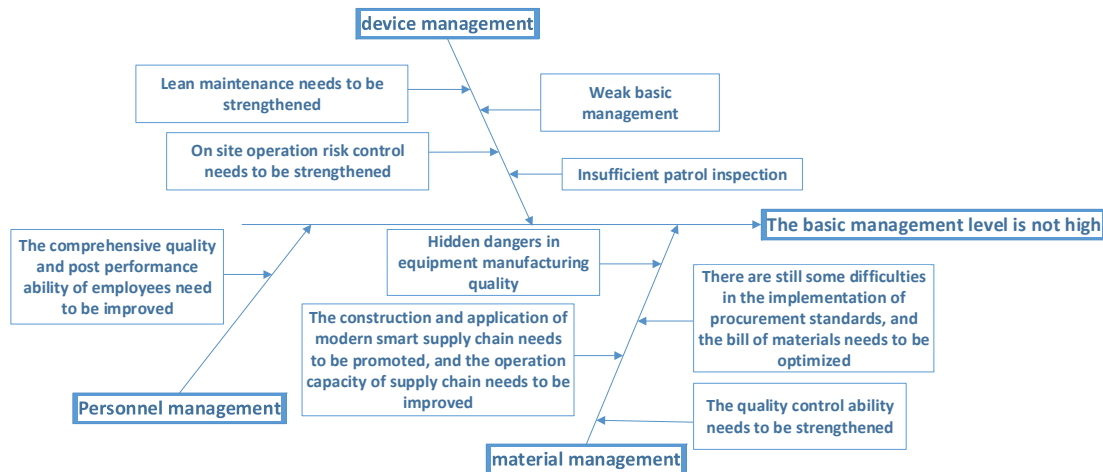 device management
Lean maintenance needs to be
strengthened
Weak basic
management
On site operation risk control
needs to be strengthened
Insufficient patrol inspection
The basic management level is not high
The comprehensive quality
and post performance
ability of employees need
to be improved
Hidden dangers in
equipment manufacturing
quality
There are still some difficulties
in the implementation of
procurement standards, and
the bill of materials needs to be
optimized
The construction and application of
modern smart supply chain needs
to be promoted, and the operation
capacity of supply chain needs to be
improved
Personnel management
The quality control ability
needs to be strengthened
material management